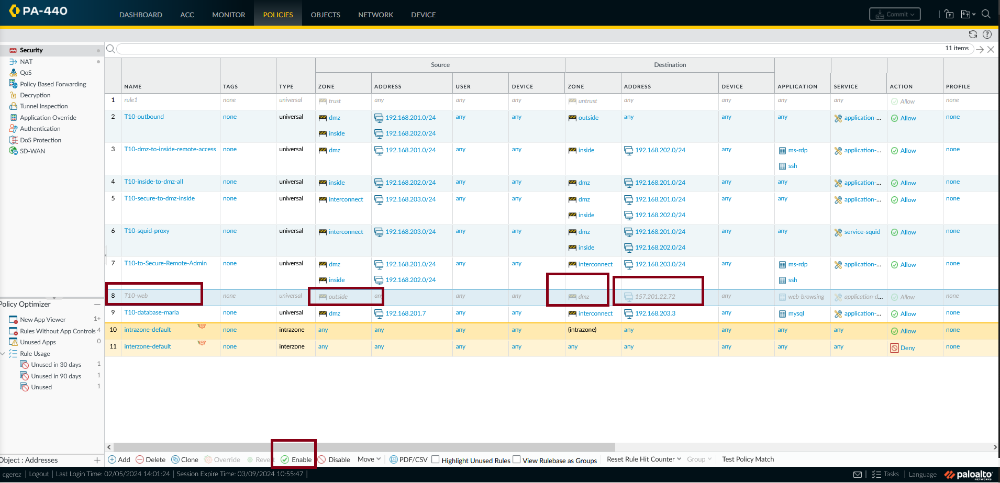 PA-440
DASHBOARD ACC MONITOR POLICIES OBJECTS NETWORK DEVICE Commit
Security
NAT
QoS
Policy Based Forwarding
Decryption
Tunnel Inspection
Application Override
Authentication
DoS Protection
SD-WAN
Policy Optimizer
New App Viewer 1+
Rules Without App Controls 4
Unused Apps 0
Rule Usage
Unused in 30 days 1
Unused in 90 days 1
Unused 1
Object : Addresses
11 items
Source Destination
NAME TAGS TYPE ZONE ADDRESS USER DEVICE ZONE ADDRESS DEVICE APPLICATION SERVICE ACTION PROFILE
1 rule1 none universal trust any any any untrust any any any any Allow none
2 T10-outbound none universal dmz 192.168.201.0/24 any any outside any any any application-... Allow none
inside 192.168.202.0/24
3 T10-dmz-to-inside-remote-access none universal dmz 192.168.201.0/24 any any inside 192.168.202.0/24 any ms-rdp application-... Allow none
ssh
4 T10-inside-to-dmz-all none universal inside 192.168.202.0/24 any any dmz 192.168.201.0/24 any any application-... Allow none
5 T10-secure-to-dmz-inside none universal interconnect 192.168.203.0/24 any any dmz 192.168.201.0/24 any any application-... Allow none
inside 192.168.202.0/24
6 T10-squid-proxy none universal interconnect 192.168.203.0/24 any any dmz 192.168.201.0/24 any any service-squid Allow none
inside 192.168.202.0/24
7 T10-to-Secure-Remote-Admin none universal dmz 192.168.201.0/24 any any interconnect 192.168.203.0/24 any ms-rdp application-... Allow none
inside 192.168.202.0/24 ssh
8 T10-web none universal outside any any any dmz 157.201.22.72 any web-browsing application-d... Allow none
9 T10-database-maria none universal dmz 192.168.201.7 any any interconnect 192.168.203.3 any mysql application-... Allow none
10 intrazone-default none intrazone any any any any (intrazone) any any any any Allow none
11 interzone-default none interzone any any any any any any any any any Deny none
Add Delete Clone Override Reve Enable Disable Move PDF/CSV Highlight Unused Rules View Rulebase as Groups Reset Rule Hit Counter Group Test Policy Match
cgerez | Logout | Last Login Time: 02/05/2024 14:01:24 | Session Expire Time: 03/09/2024 10:55:47 | Tasks | Language paloalto
NETWORKS